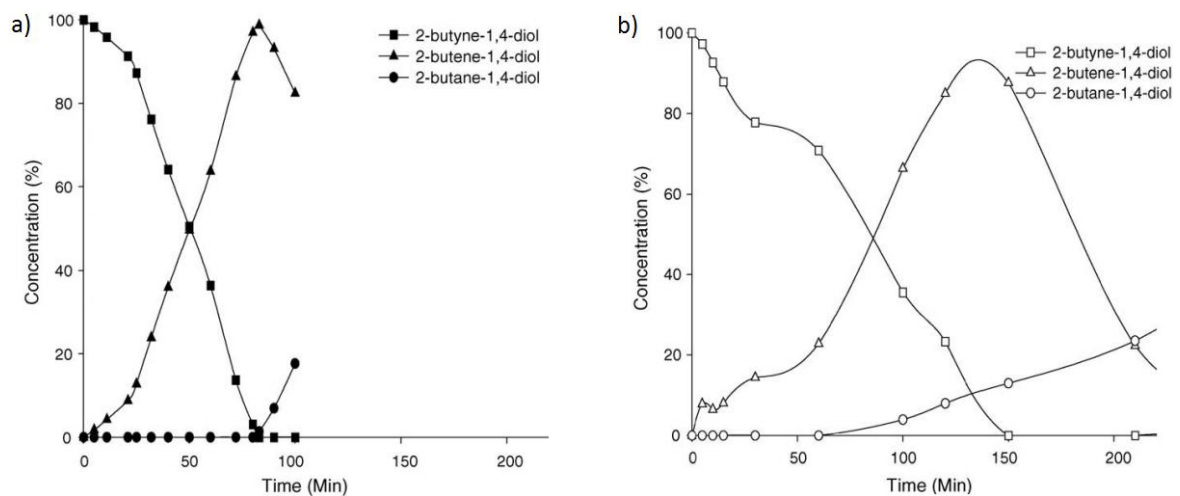 a)
100
80
60
40
20
0
Concentration (%)
2-butyne-1,4-diol
2-butene-1,4-diol
2-butane-1,4-diol
0 50 100 150 200
Time (Min)
b)
100
80
60
40
20
0
Concentration (%)
2-butyne-1,4-diol
2-butene-1,4-diol
2-butane-1,4-diol
0 50 100 150 200
Time (Min)